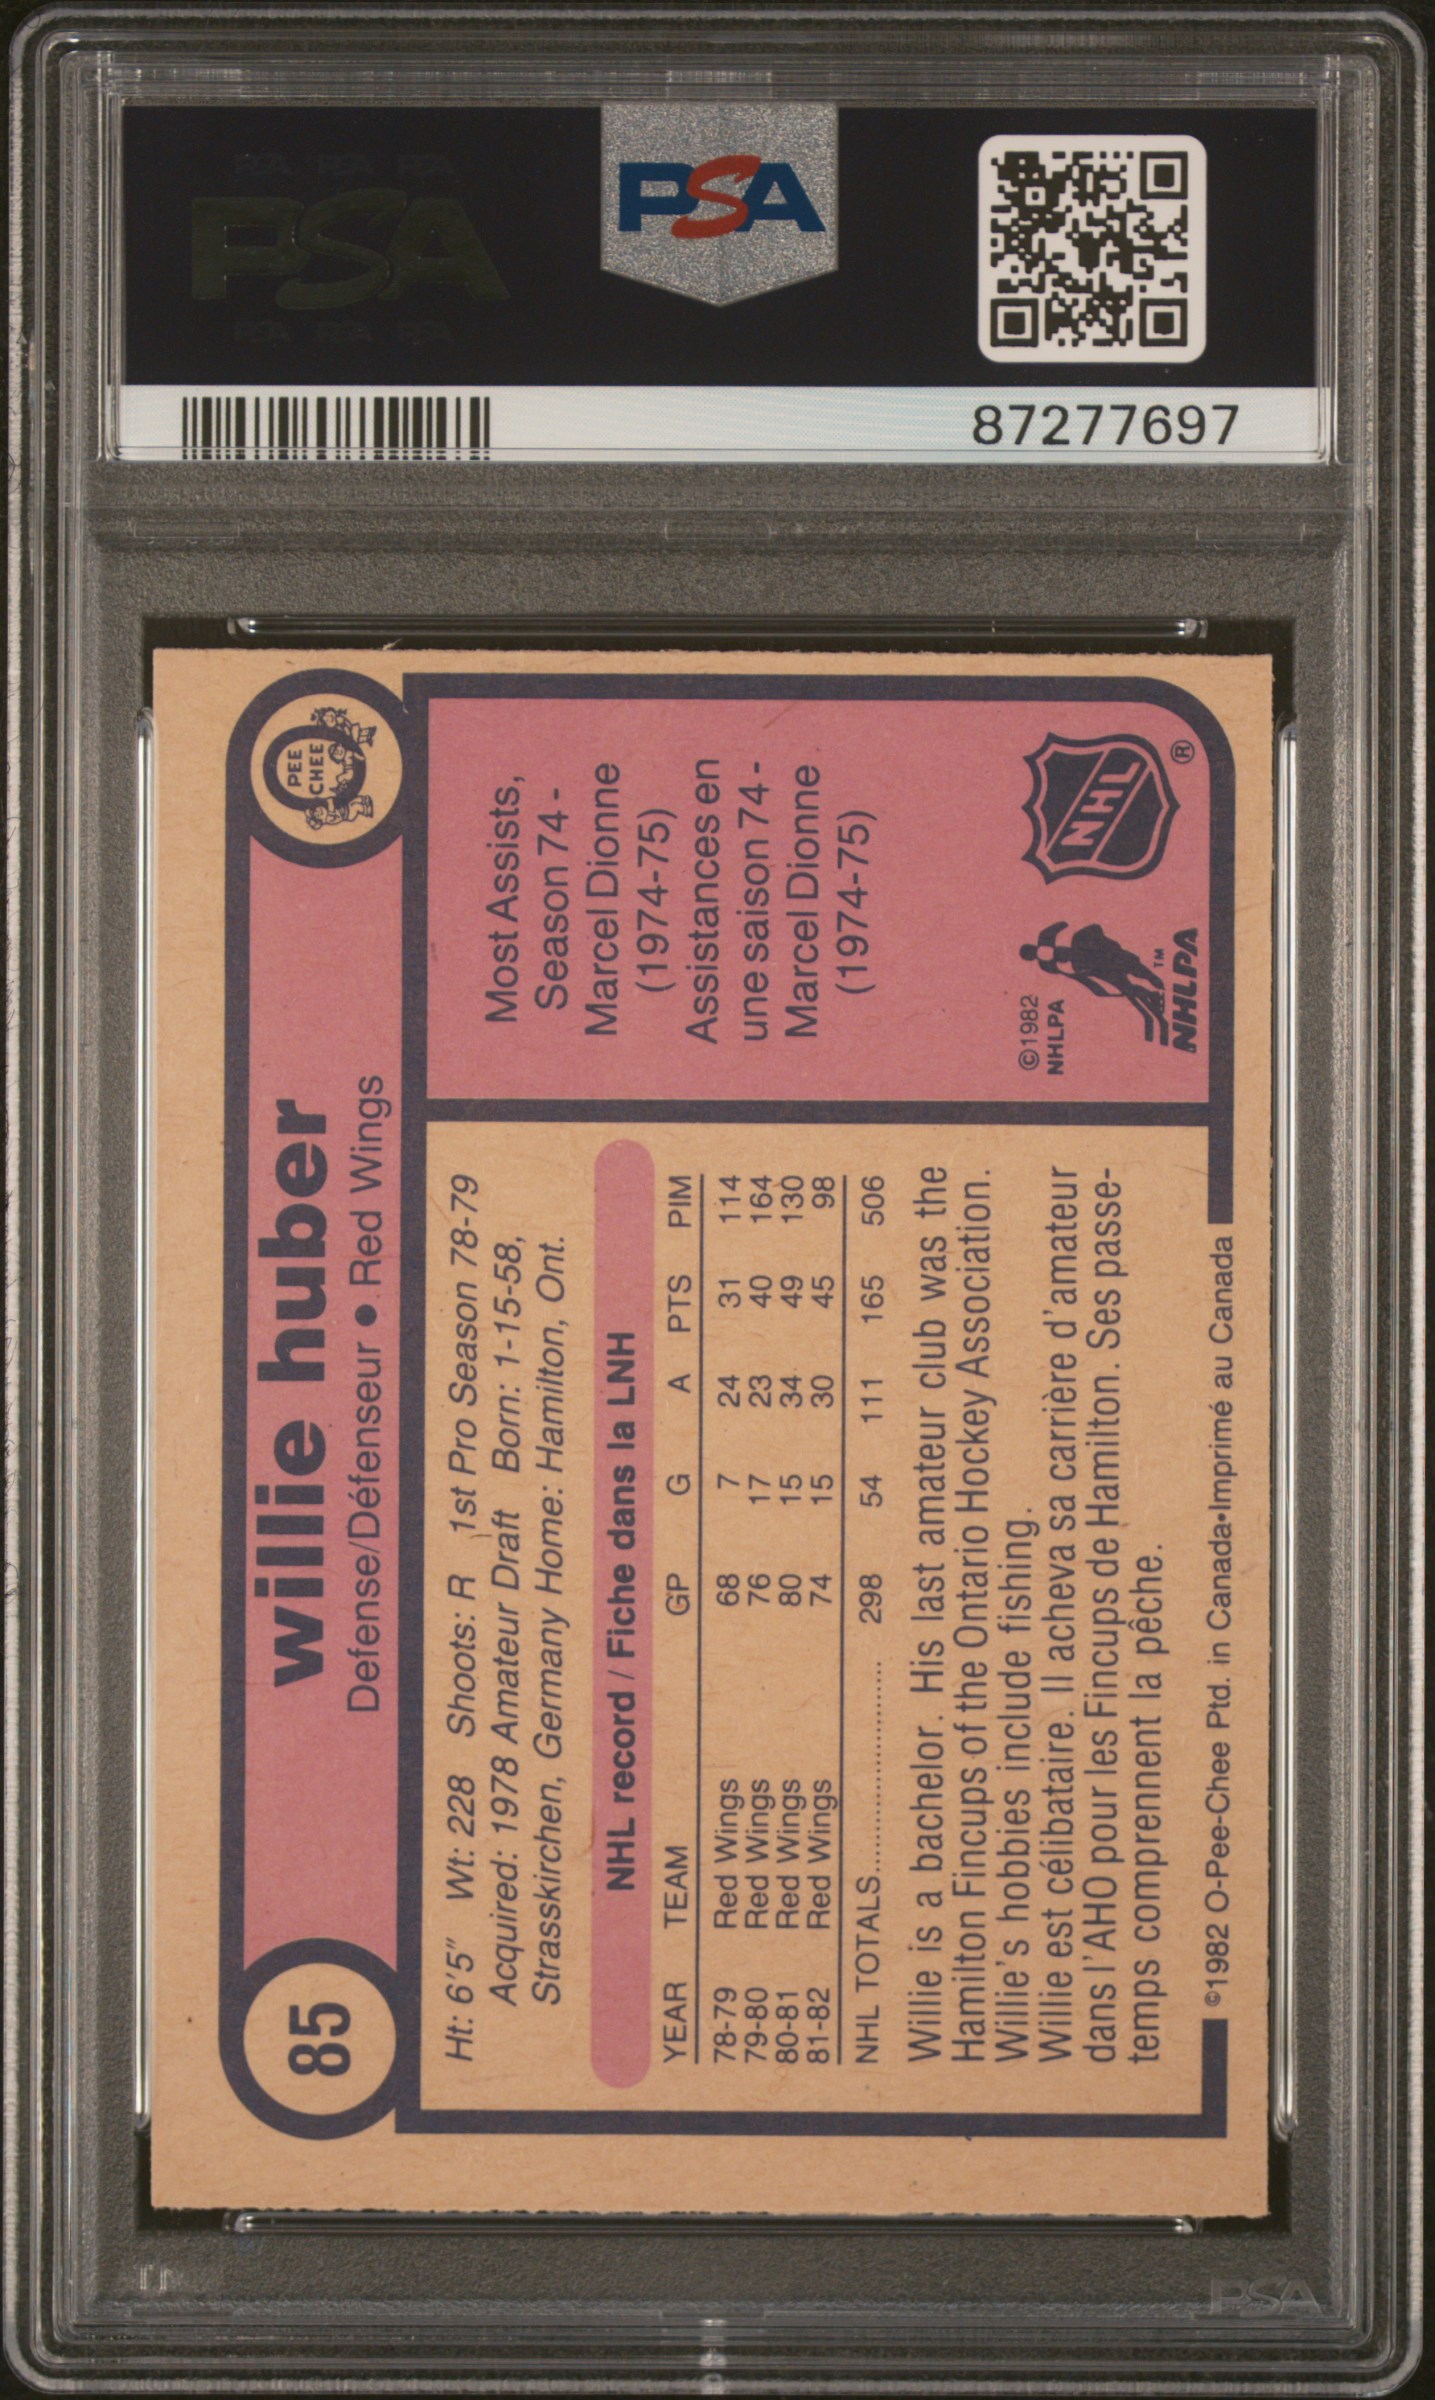 PSA
PSA
87277697
85
willie huber
Defense/Défenseur • Red Wings
O
PEE
CHEE
Ht: 6'5" Wt: 228 Shoots: R 1st Pro Season 78-79
Acquired: 1978 Amateur Draft Born: 1-15-58,
Strasskirchen, Germany Home: Hamilton, Ont.
NHL record / Fiche dans la LNH
YEAR TEAM GP G A PTS PIM
78-79 Red Wings 68 7 24 31 114
79-80 Red Wings 76 17 23 40 164
80-81 Red Wings 80 15 34 49 130
81-82 Red Wings 74 15 30 45 98
NHL TOTALS.................... 298 54 111 165 506
Willie is a bachelor. His last amateur club was the
Hamilton Fincups of the Ontario Hockey Association.
Willie's hobbies include fishing.
Willie est célibataire. Il acheva sa carrière d'amateur
dans l'AHO pour les Fincups de Hamilton. Ses passe-
temps comprennent la pêche.
©1982 O-Pee-Chee Ptd. in Canada•Imprimé au Canada
Most Assists,
Season 74 -
Marcel Dionne
(1974-75)
Assistances en
une saison 74 -
Marcel Dionne
(1974-75)
©1982
NHLPA
NHLPA™
NHL®
PSA